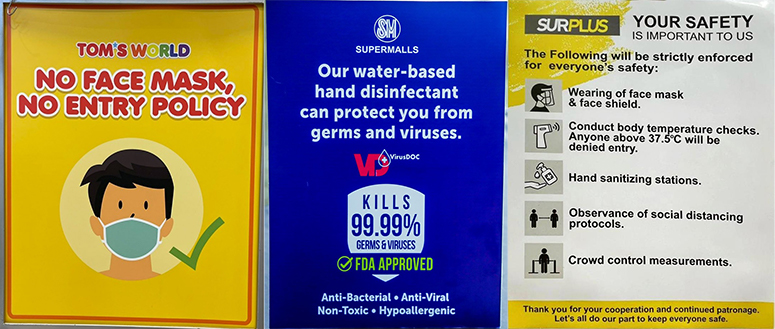 TOM'S WORLD
NO FACE MASK,
NO ENTRY POLICY
SM
SUPERMALLS
Our water-based
hand disinfectant
can protect you from
germs and viruses.
VD VirusDOC
KILLS
99.99%
GERMS & VIRUSES
FDA APPROVED
Anti-Bacterial • Anti-Viral
Non-Toxic • Hypoallergenic
SURPLUS
YOUR SAFETY
IS IMPORTANT TO US
The Following will be strictly enforced
for everyone's safety:
Wearing of face mask
& face shield.
Conduct body temperature checks.
Anyone above 37.5°C will be
denied entry.
Hand sanitizing stations.
Observance of social distancing
protocols.
Crowd control measurements.
Thank you for your cooperation and continued patronage.
Let's all do our part to keep everyone safe.